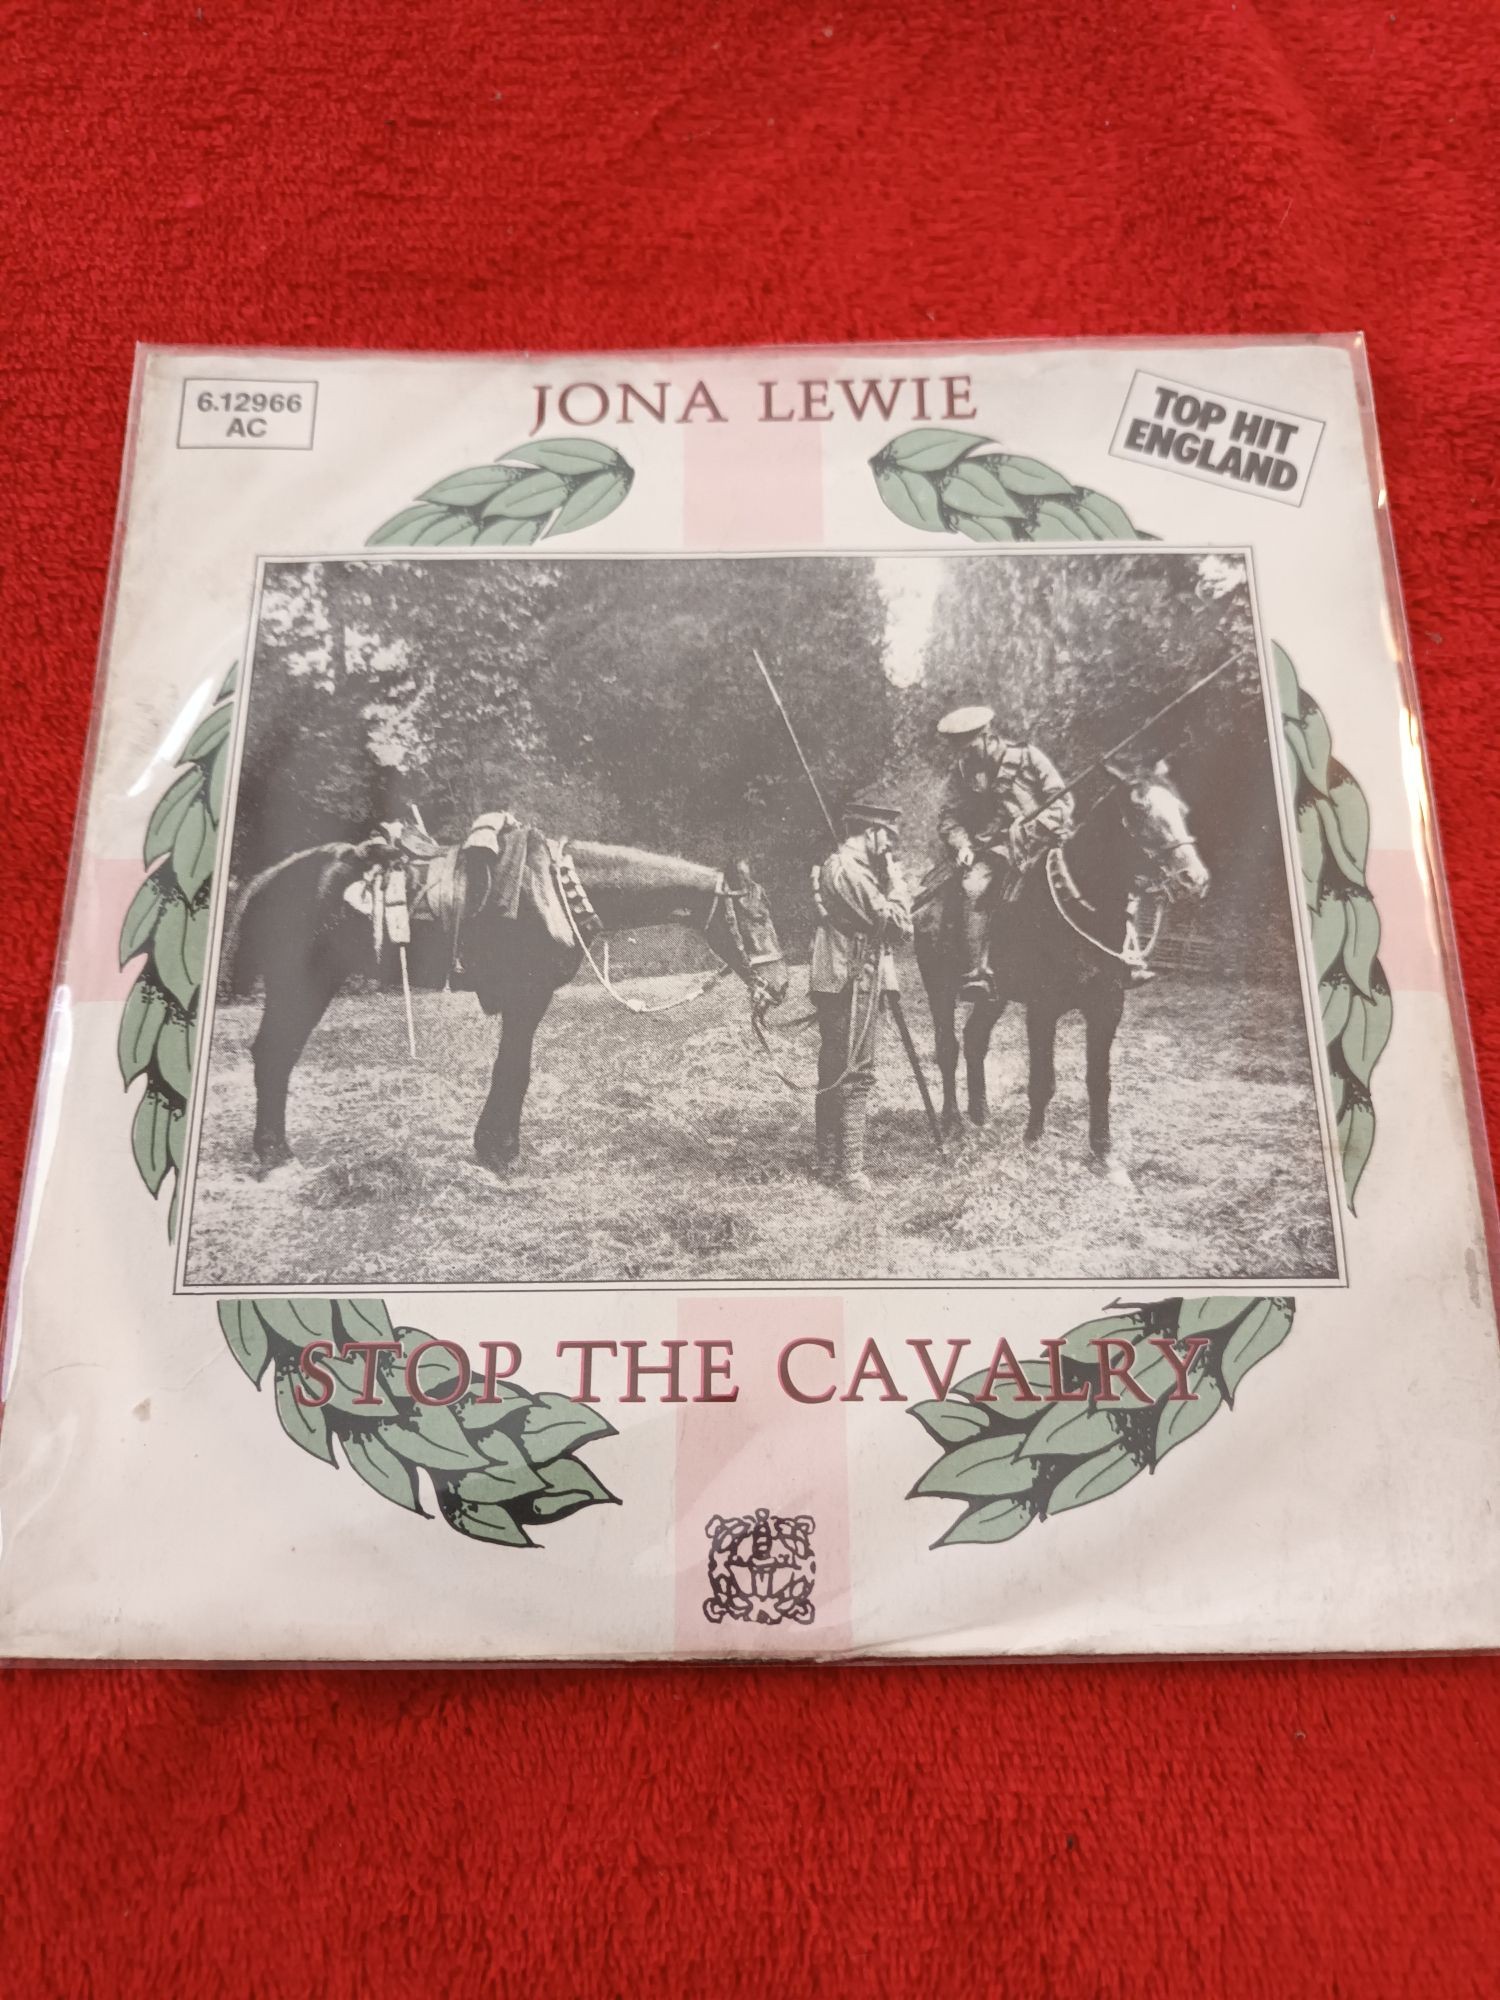 6.12966
AC
JONA LEWIE
TOP HIT
ENGLAND
STOP THE CAVALRY